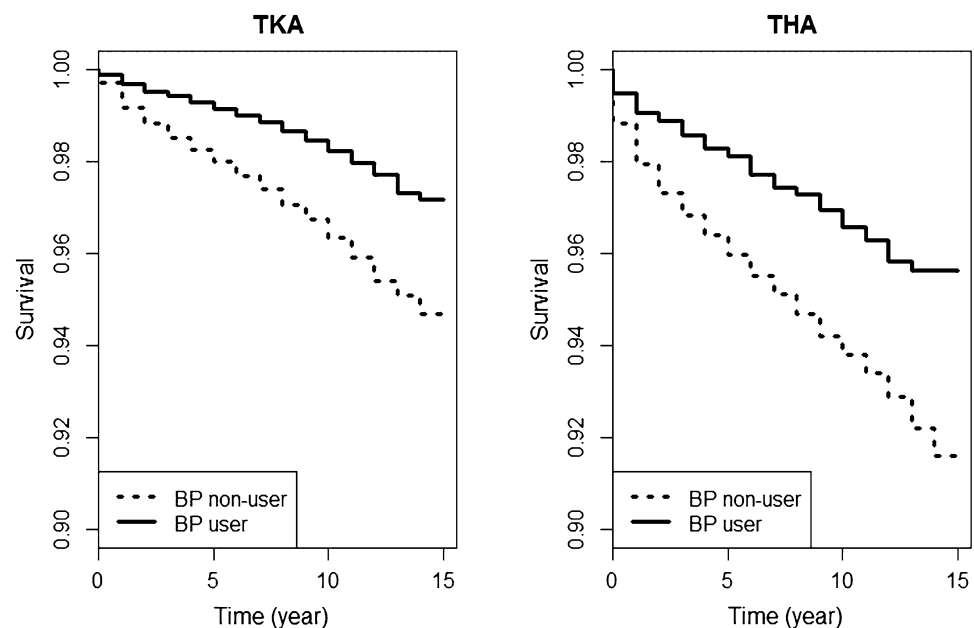 TKA
Survival
1.00
0.98
0.96
0.94
0.92
0.90
BP non-user
BP user
0 5 10 15
Time (year)
THA
Survival
1.00
0.98
0.96
0.94
0.92
0.90
BP non-user
BP user
0 5 10 15
Time (year)